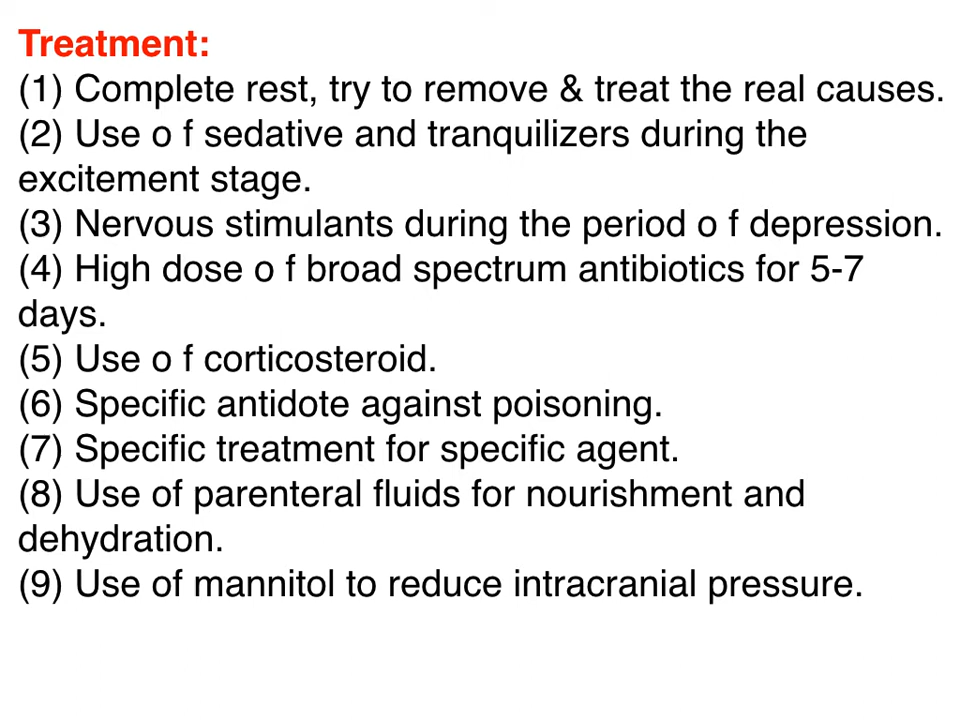 Treatment:
(1) Complete rest, try to remove & treat the real causes.
(2) Use o f sedative and tranquilizers during the
excitement stage.
(3) Nervous stimulants during the period o f depression.
(4) High dose o f broad spectrum antibiotics for 5-7
days.
(5) Use o f corticosteroid.
(6) Specific antidote against poisoning.
(7) Specific treatment for specific agent.
(8) Use of parenteral fluids for nourishment and
dehydration.
(9) Use of mannitol to reduce intracranial pressure.